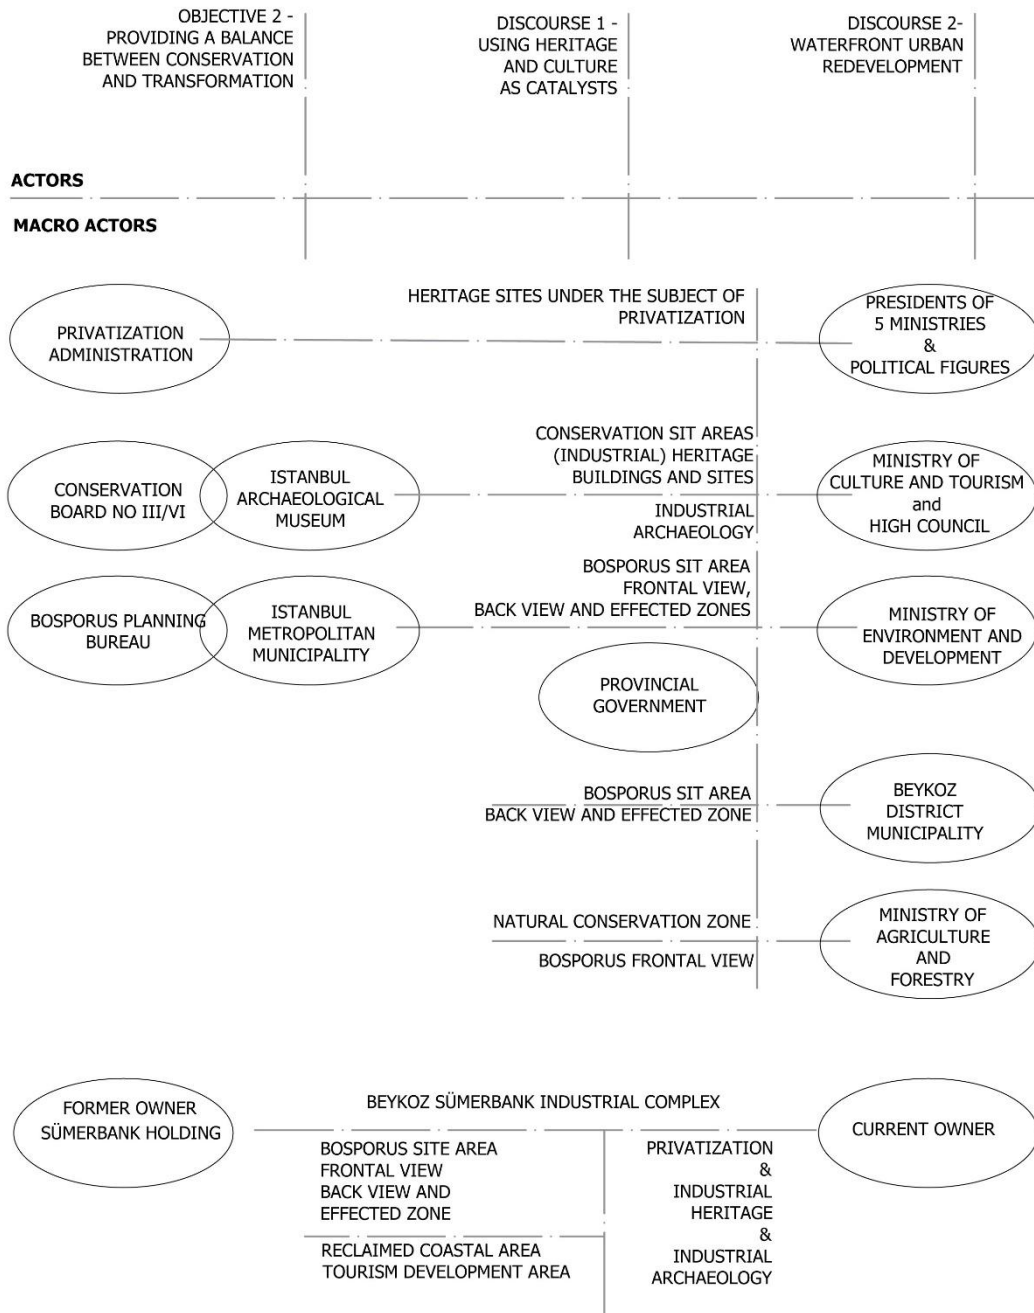 OBJECTIVE 2 -
PROVIDING A BALANCE
BETWEEN CONSERVATION
AND TRANSFORMATION
DISCOURSE 1 -
USING HERITAGE
AND CULTURE
AS CATALYSTS
DISCOURSE 2-
WATERFRONT URBAN
REDEVELOPMENT
ACTORS
MACRO ACTORS
PRIVATIZATION
ADMINISTRATION
HERITAGE SITES UNDER THE SUBJECT OF
PRIVATIZATION
PRESIDENTS OF
5 MINISTRIES
&
POLITICAL FIGURES
CONSERVATION
BOARD NO III/VI
ISTANBUL
ARCHAEOLOGICAL
MUSEUM
CONSERVATION SIT AREAS
(INDUSTRIAL) HERITAGE
BUILDINGS AND SITES
INDUSTRIAL
ARCHAEOLOGY
MINISTRY OF
CULTURE AND TOURISM
and
HIGH COUNCIL
BOSPORUS PLANNING
BUREAU
ISTANBUL
METROPOLITAN
MUNICIPALITY
BOSPORUS SIT AREA
FRONTAL VIEW,
BACK VIEW AND EFFECTED ZONES
MINISTRY OF
ENVIRONMENT AND
DEVELOPMENT
PROVINCIAL
GOVERNMENT
BOSPORUS SIT AREA
BACK VIEW AND EFFECTED ZONE
BEYKOZ
DISTRICT
MUNICIPALITY
NATURAL CONSERVATION ZONE
BOSPORUS FRONTAL VIEW
MINISTRY OF
AGRICULTURE
AND
FORESTRY
FORMER OWNER
SÜMERBANK HOLDING
BEYKOZ SÜMERBANK INDUSTRIAL COMPLEX
CURRENT OWNER
BOSPORUS SITE AREA
FRONTAL VIEW
BACK VIEW AND
EFFECTED ZONE
RECLAIMED COASTAL AREA
TOURISM DEVELOPMENT AREA
PRIVATIZATION
&
INDUSTRIAL
HERITAGE
&
INDUSTRIAL
ARCHAEOLOGY